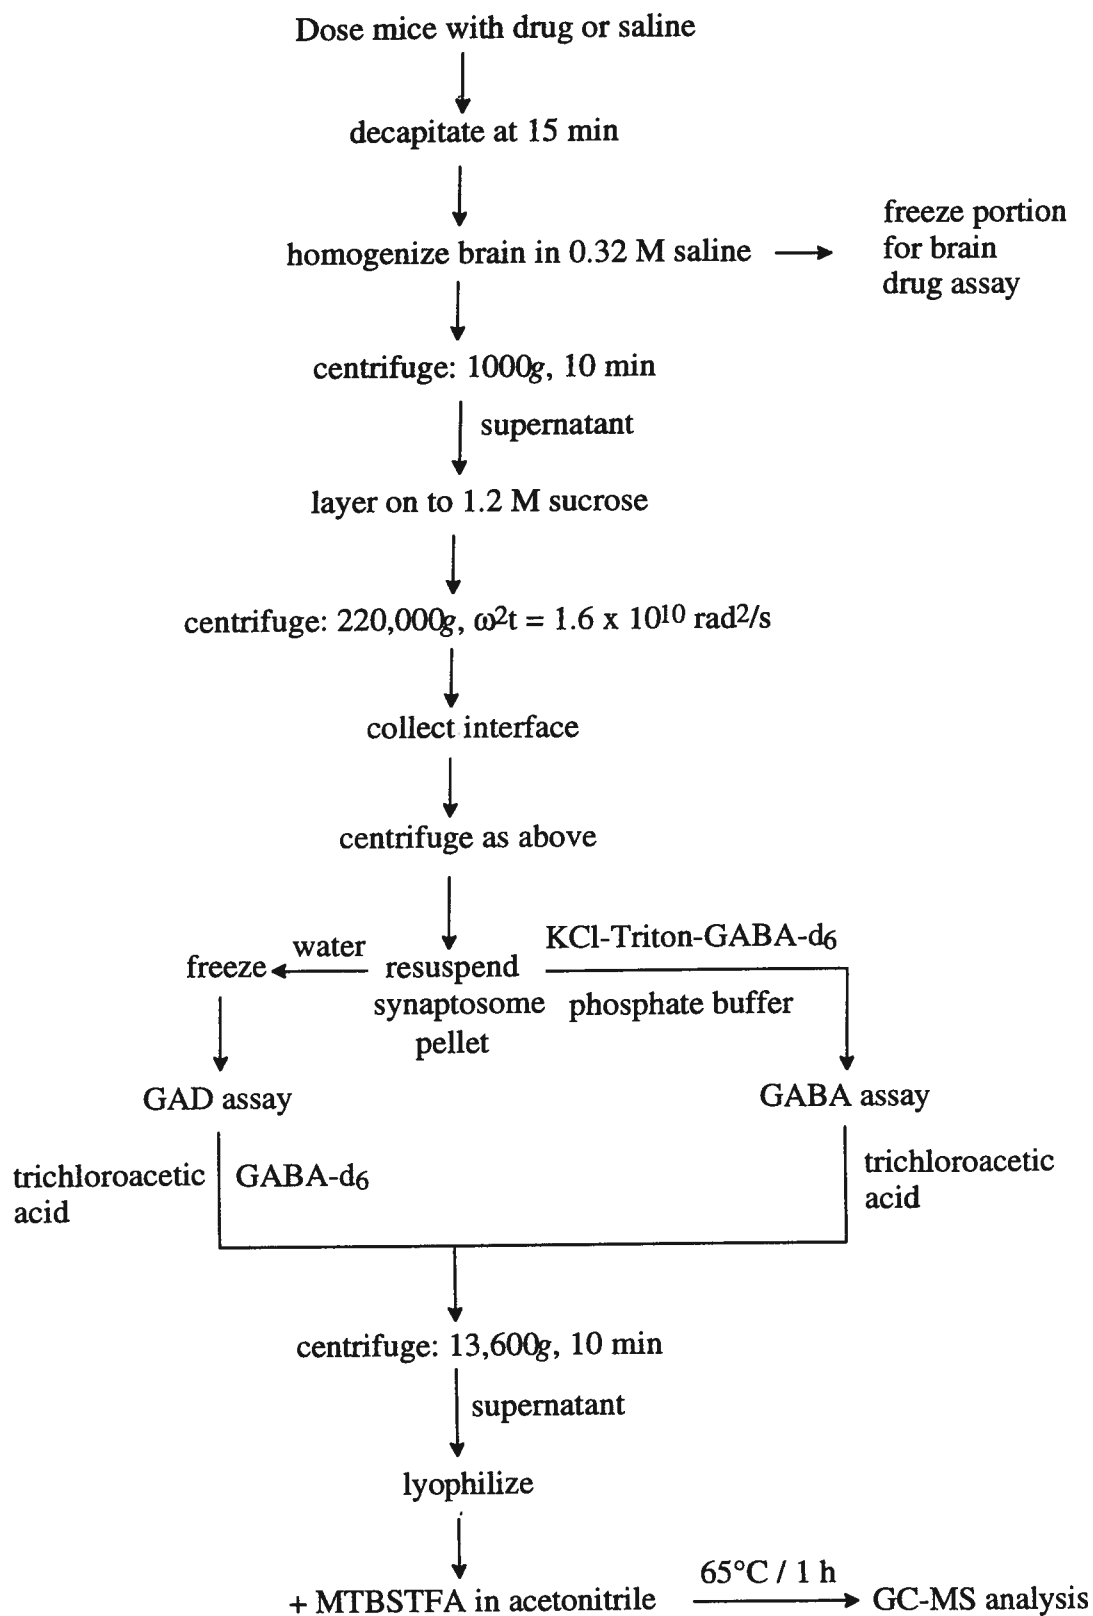 Dose mice with drug or saline
decapitate at 15 min
homogenize brain in 0.32 M saline
freeze portion
for brain
drug assay
centrifuge: 1000g, 10 min
supernatant
layer on to 1.2 M sucrose
centrifuge: 220,000g, ω²t = 1.6 x 10¹⁰ rad²/s
collect interface
centrifuge as above
freeze
water
resuspend
synaptosome
pellet
KCl-Triton-GABA-d₆
phosphate buffer
GAD assay
GABA assay
trichloroacetic
acid
GABA-d₆
trichloroacetic
acid
centrifuge: 13,600g, 10 min
supernatant
lyophilize
+ MTBSTFA in acetonitrile
65°C / 1 h
GC-MS analysis